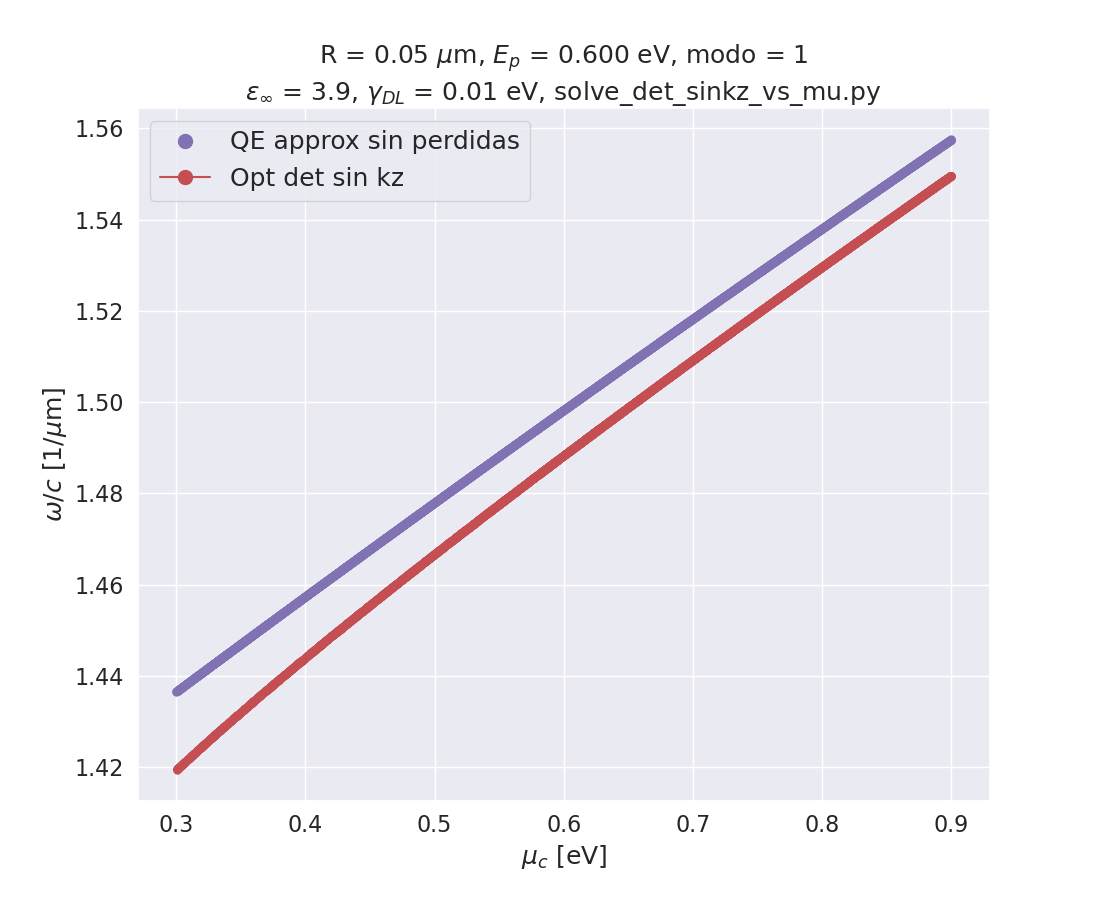 R = 0.05 μm, E_p = 0.600 eV, modo = 1
ε_∞ = 3.9, γ_DL = 0.01 eV, solve_det_sinkz_vs_mu.py
QE approx sin perdidas
Opt det sin kz
1.56
1.54
1.52
1.50
1.48
1.46
1.44
1.42
ω/c [1/μm]
0.3 0.4 0.5 0.6 0.7 0.8 0.9
μ_c [eV]